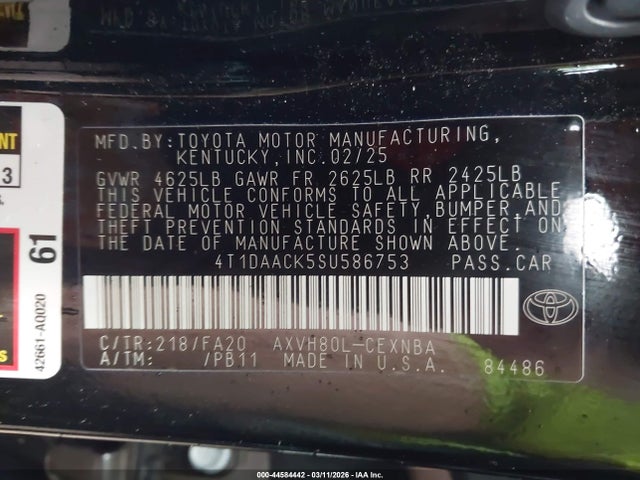 MFD.BY:TOYOTA MOTOR MANUFACTURING,
KENTUCKY,INC.02/25
GVWR 4625LB GAWR FR 2625LB RR 2425LB
THIS VEHICLE CONFORMS TO ALL APPLICABLE
FEDERAL MOTOR VEHICLE SAFETY,BUMPER,AND
THEFT PREVENTION STANDARDS IN EFFECT ON
THE DATE OF MANUFACTURE SHOWN ABOVE.
4T1DAACK5SU586753 PASS.CAR
C/TR:218/FA20 AXVH80L-CEXNBA
A/TM: /PB11 MADE IN U.S.A. 84486
61
42661-A0020
000-44584442 - 03/11/2026 - IAA Inc.